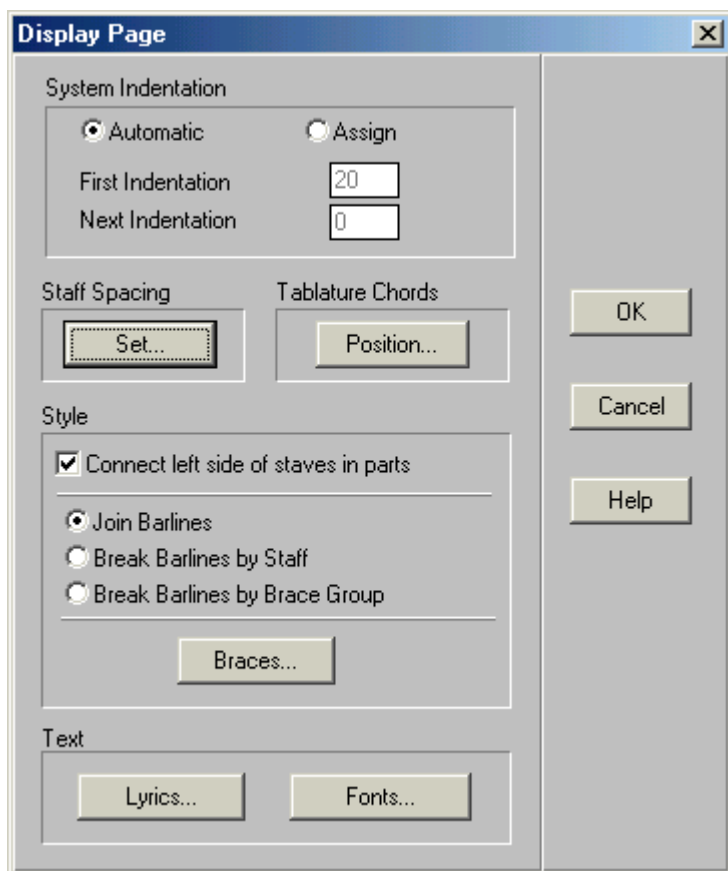 Display Page
System Indentation
Automatic Assign
First Indentation 20
Next Indentation 0
Staff Spacing Tablature Chords
Set... Position...
OK
Cancel
Help
Style
Connect left side of staves in parts
Join Barlines
Break Barlines by Staff
Break Barlines by Brace Group
Braces...
Text
Lyrics... Fonts...